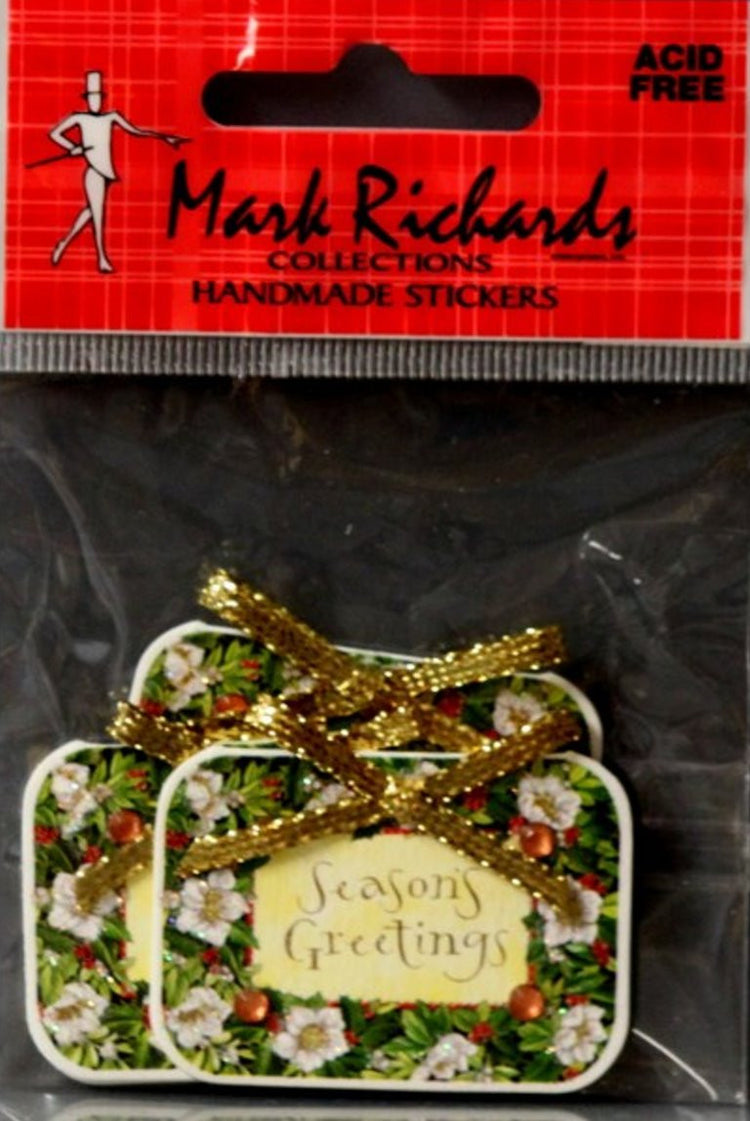 ACID
FREE
Mark Richards
COLLECTIONS
HANDMADE STICKERS
Season's
Greetings